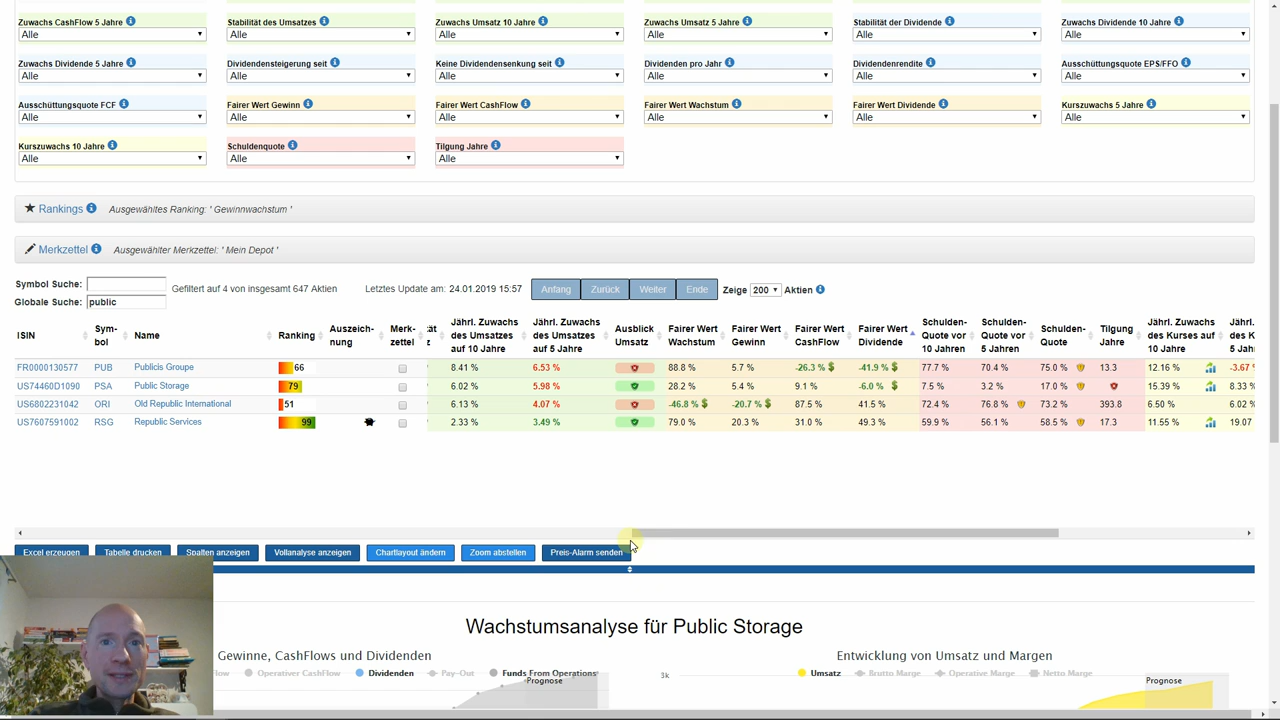 Zuwachs CashFlow 5 Jahre Stabilität des Umsatzes Zuwachs Umsatz 10 Jahre Zuwachs Umsatz 5 Jahre Stabilität der Dividende Zuwachs Dividende 10 Jahre
Alle Alle Alle Alle Alle Alle
Zuwachs Dividende 5 Jahre Dividendensteigerung seit Keine Dividendensenkung seit Dividenden pro Jahr Dividendenrendite Ausschüttungsquote EPS/FFO
Alle Alle Alle Alle Alle Alle
Ausschüttungsquote FCF Fairer Wert Gewinn Fairer Wert CashFlow Fairer Wert Wachstum Fairer Wert Dividende Kurszuwachs 5 Jahre
Alle Alle Alle Alle Alle Alle
Kurszuwachs 10 Jahre Schuldenquote Tilgung Jahre
Alle Alle Alle
Rankings Ausgewähltes Ranking: ' Gewinnwachstum '
Merkzettel Ausgewählter Merkzettel: ' Mein Depot '
Symbol Suche:
Gefiltert auf 4 von insgesamt 647 Aktien Letztes Update am: 24.01.2019 15:57 Anfang Zurück Weiter Ende Zeige 200 Aktien
Globale Suche: public
ISIN Sym-bol Name Ranking Auszeich-nung Merk-zettel Jährl. Zuwachs des Umsatzes auf 10 Jahre Jährl. Zuwachs des Umsatzes auf 5 Jahre Ausblick Umsatz Fairer Wert Wachstum Fairer Wert Gewinn Fairer Wert CashFlow Fairer Wert Dividende Schulden-Quote vor 10 Jahren Schulden-Quote vor 5 Jahren Schulden-Quote Tilgung Jahre Jährl. Zuwachs des Kurses auf 10 Jahre Jährl. des K 5 Jahre
FR0000130577 PUB Publicis Groupe 66 8.41 % 6.53 % 88.8 % 5.7 % -26.3 % $ -41.9 % $ 77.7 % 70.4 % 75.0 % 13.3 12.16 % -3.67
US74460D1090 PSA Public Storage 79 6.02 % 5.98 % 28.2 % 5.4 % 9.1 % -6.0 % $ 7.5 % 3.2 % 17.0 % 15.39 % 8.33
US6802231042 ORI Old Republic International 51 6.13 % 4.07 % -46.8 % $ -20.7 % $ 87.5 % 41.5 % 72.4 % 76.8 % 73.2 % 393.8 6.50 % 6.02
US7607591002 RSG Republic Services 99 2.33 % 3.49 % 79.0 % 20.3 % 31.0 % 49.3 % 59.9 % 56.1 % 58.5 % 17.3 11.55 % 19.07
Excel erzeugen Tabelle drucken Spalten anzeigen Vollanalyse anzeigen Chartlayout ändern Zoom abstellen Preis-Alarm senden
Wachstumsanalyse für Public Storage
Gewinne, CashFlows und Dividenden Entwicklung von Umsatz und Margen
Operativer CashFlow Dividenden Pay-Out Funds From Operations Umsatz Brutto Marge Operative Marge Netto Marge
Prognose 3k Prognose